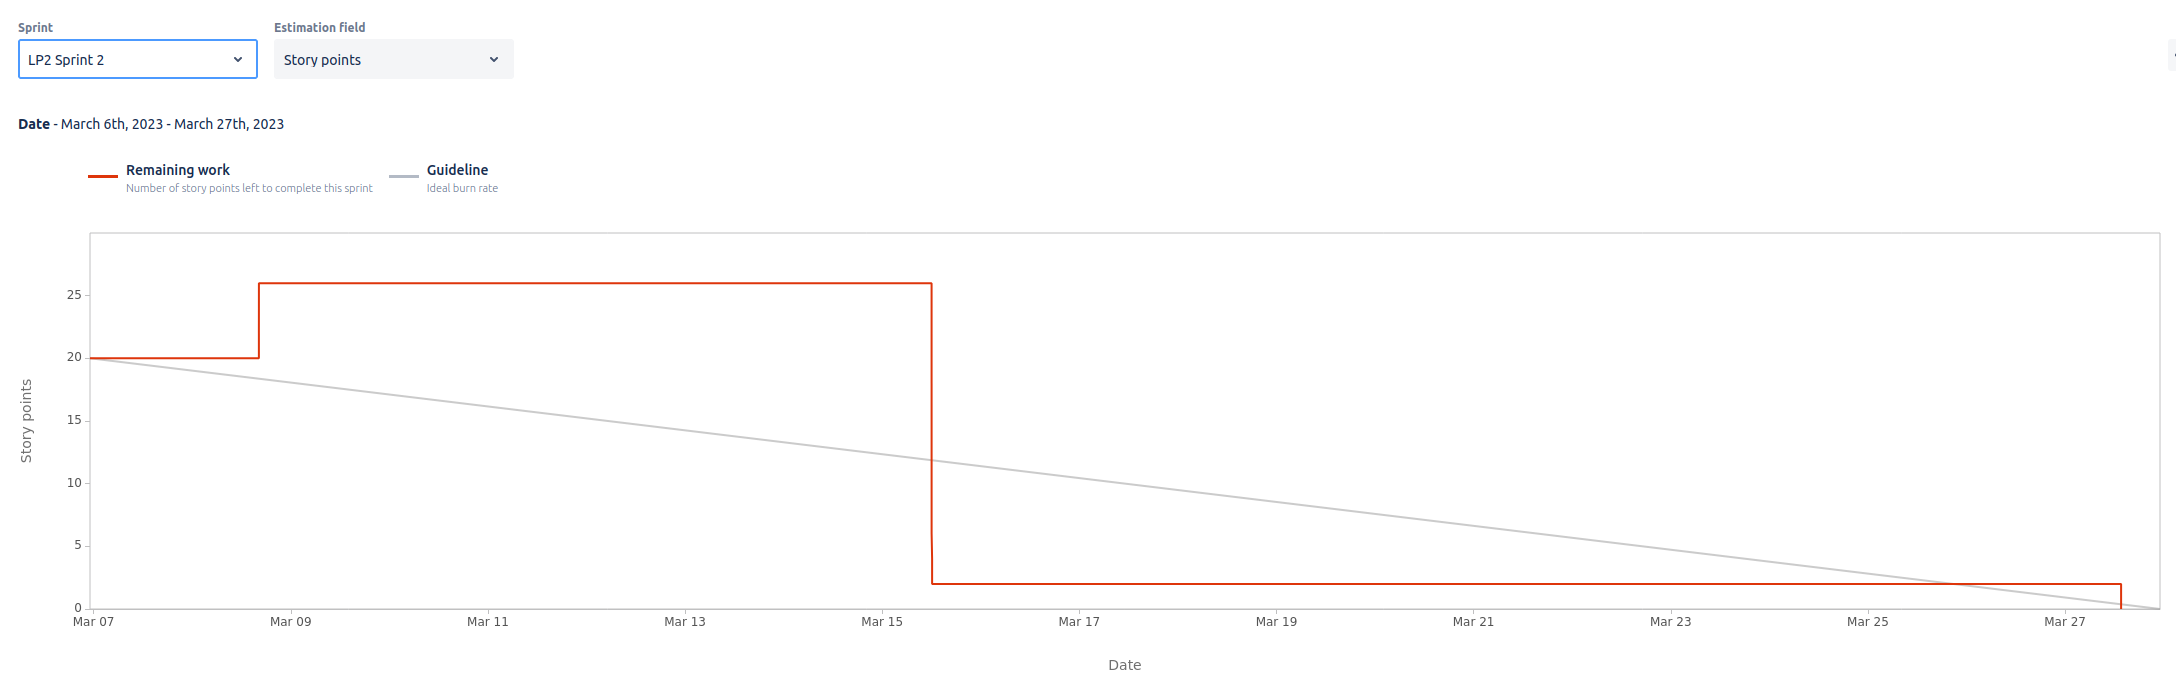 Sprint
Estimation field
LP2 Sprint 2
Story points
Date - March 6th, 2023 - March 27th, 2023
Remaining work
Number of story points left to complete this sprint
Guideline
Ideal burn rate
25
20
15
10
5
0
Story points
Mar 07 Mar 09 Mar 11 Mar 13 Mar 15 Mar 17 Mar 19 Mar 21 Mar 23 Mar 25 Mar 27
Date